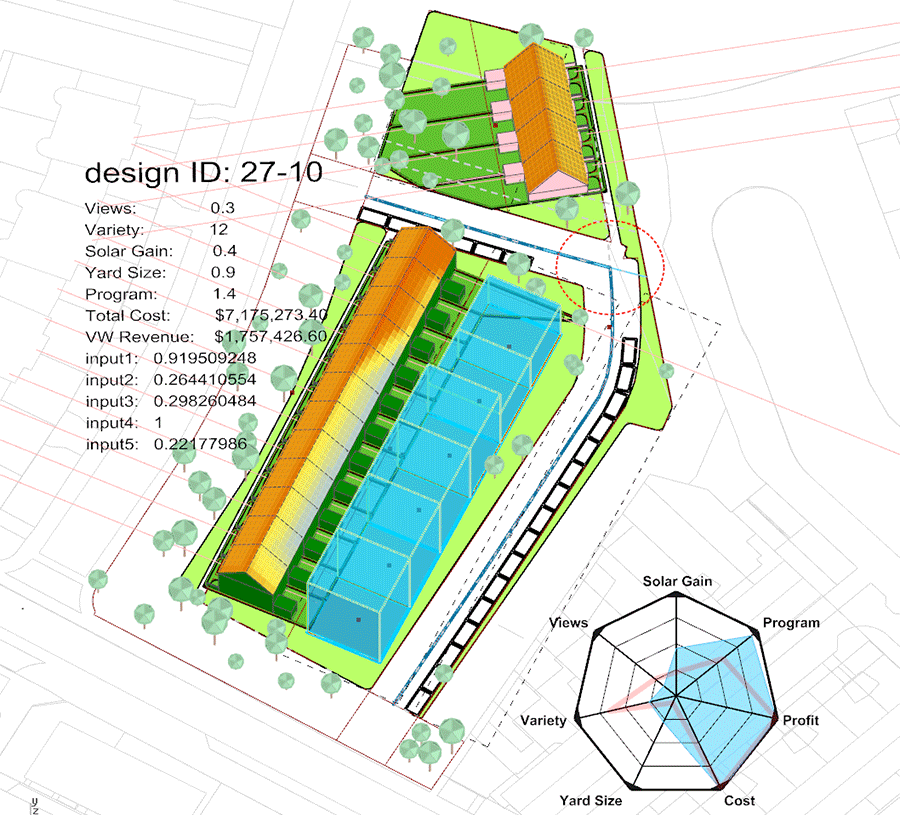 design ID: 27-10
Views: 0.3
Variety: 12
Solar Gain: 0.4
Yard Size: 0.9
Program: 1.4
Total Cost: $7,175,273.40
VW Revenue: $1,757,426.60
input1: 0.919509248
input2: 0.264410554
input3: 0.298260484
input4: 1
input5: 0.22177986
Solar Gain
Views
Program
Variety
Profit
Yard Size
Cost
y
z